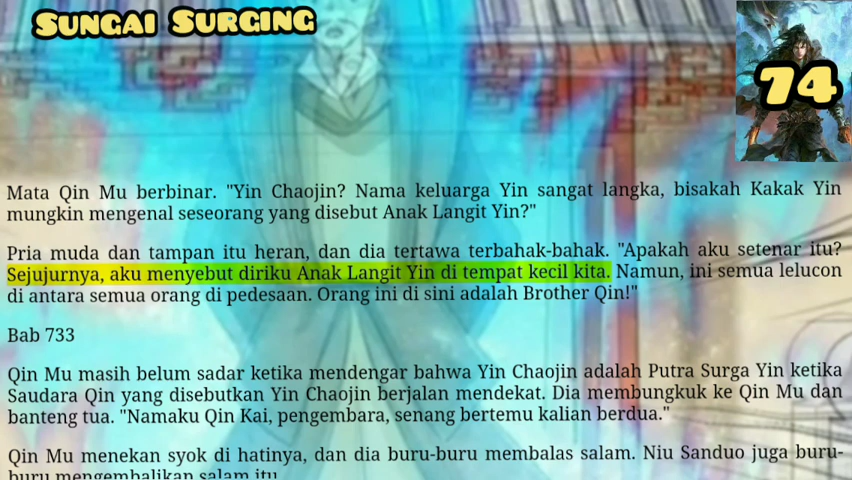 Sungai Surging
74
Mata Qin Mu berbinar. "Yin Chaojin? Nama keluarga Yin sangat langka, bisakah Kakak Yin
mungkin mengenal seseorang yang disebut Anak Langit Yin?"
Pria muda dan tampan itu heran, dan dia tertawa terbahak-bahak. "Apakah aku setenar itu?
Sejujurnya, aku menyebut diriku Anak Langit Yin di tempat kecil kita. Namun, ini semua lelucon
di antara semua orang di pedesaan. Orang ini di sini adalah Brother Qin!"
Bab 733
Qin Mu masih belum sadar ketika mendengar bahwa Yin Chaojin adalah Putra Surga Yin ketika
Saudara Qin yang disebutkan Yin Chaojin berjalan mendekat. Dia membungkuk ke Qin Mu dan
banteng tua. "Namaku Qin Kai, pengembara, senang bertemu kalian berdua."
Qin Mu menekan syok di hatinya, dan dia buru-buru membalas salam. Niu Sanduo juga buru-
buru mengembalikan salam itu